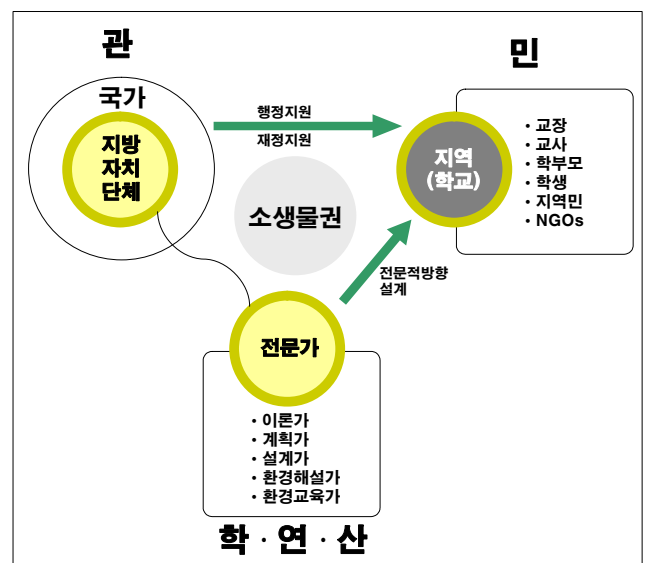 관
민
국가
지방
자치
단체
행정지원
재정지원
지역
(학교)
• 교장
• 교사
• 학부모
• 학생
• 지역민
• NGOs
소생물권
전문적방향
설계
전문가
• 이론가
• 계획가
• 설계가
• 환경해설가
• 환경교육가
학 · 연 · 산